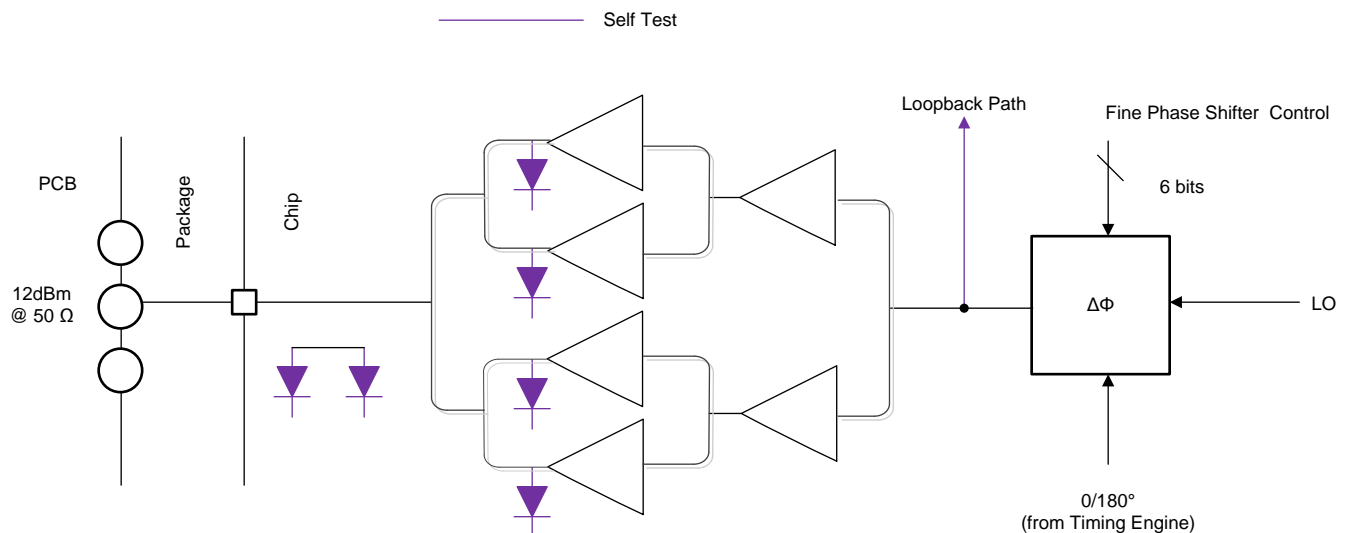 Self Test
Loopback Path
Fine Phase Shifter Control
6 bits
PCB
Package
Chip
12dBm
@ 50 Ω
ΔΦ
LO
0/180°
(from Timing Engine)